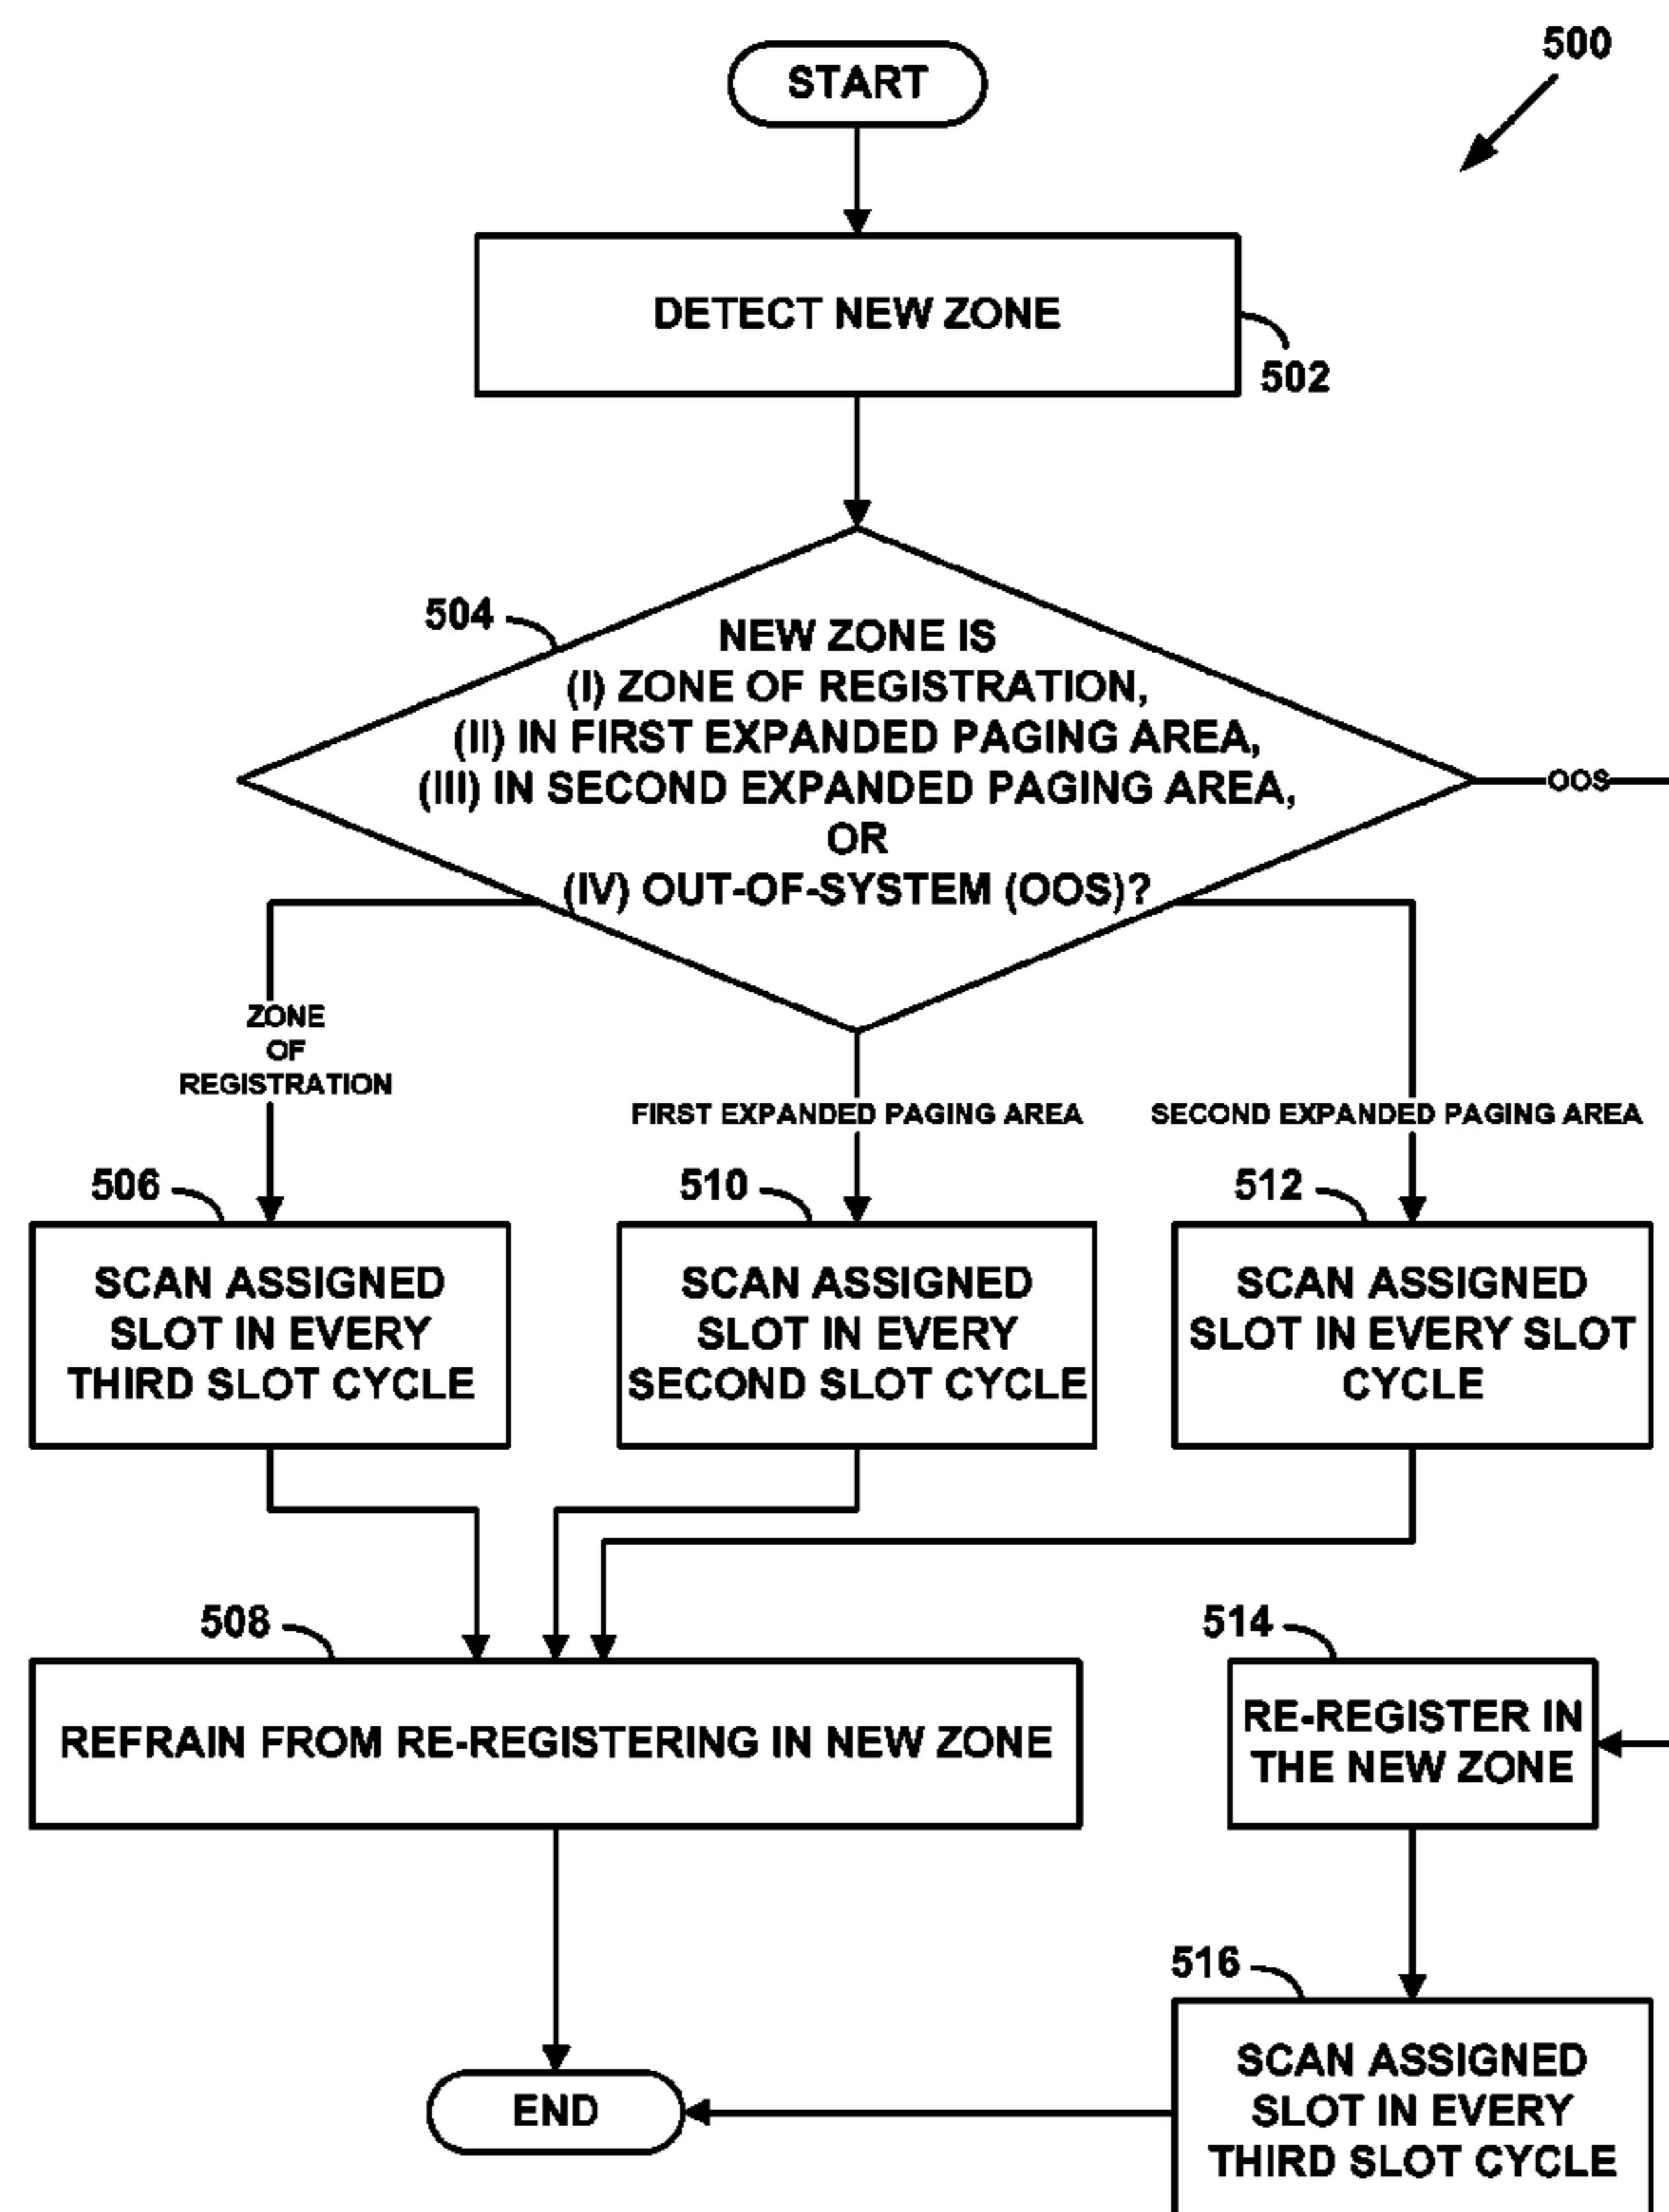 500
START
DETECT NEW ZONE
502
504
NEW ZONE IS
(I) ZONE OF REGISTRATION,
(II) IN FIRST EXPANDED PAGING AREA,
(III) IN SECOND EXPANDED PAGING AREA,
OR
(IV) OUT-OF-SYSTEM (OOS)?
OOS
ZONE
OF
REGISTRATION
FIRST EXPANDED PAGING AREA
SECOND EXPANDED PAGING AREA
506
SCAN ASSIGNED
SLOT IN EVERY
THIRD SLOT CYCLE
510
SCAN ASSIGNED
SLOT IN EVERY
SECOND SLOT CYCLE
512
SCAN ASSIGNED
SLOT IN EVERY SLOT
CYCLE
508
REFRAIN FROM RE-REGISTERING IN NEW ZONE
514
RE-REGISTER IN
THE NEW ZONE
516
SCAN ASSIGNED
SLOT IN EVERY
THIRD SLOT CYCLE
END